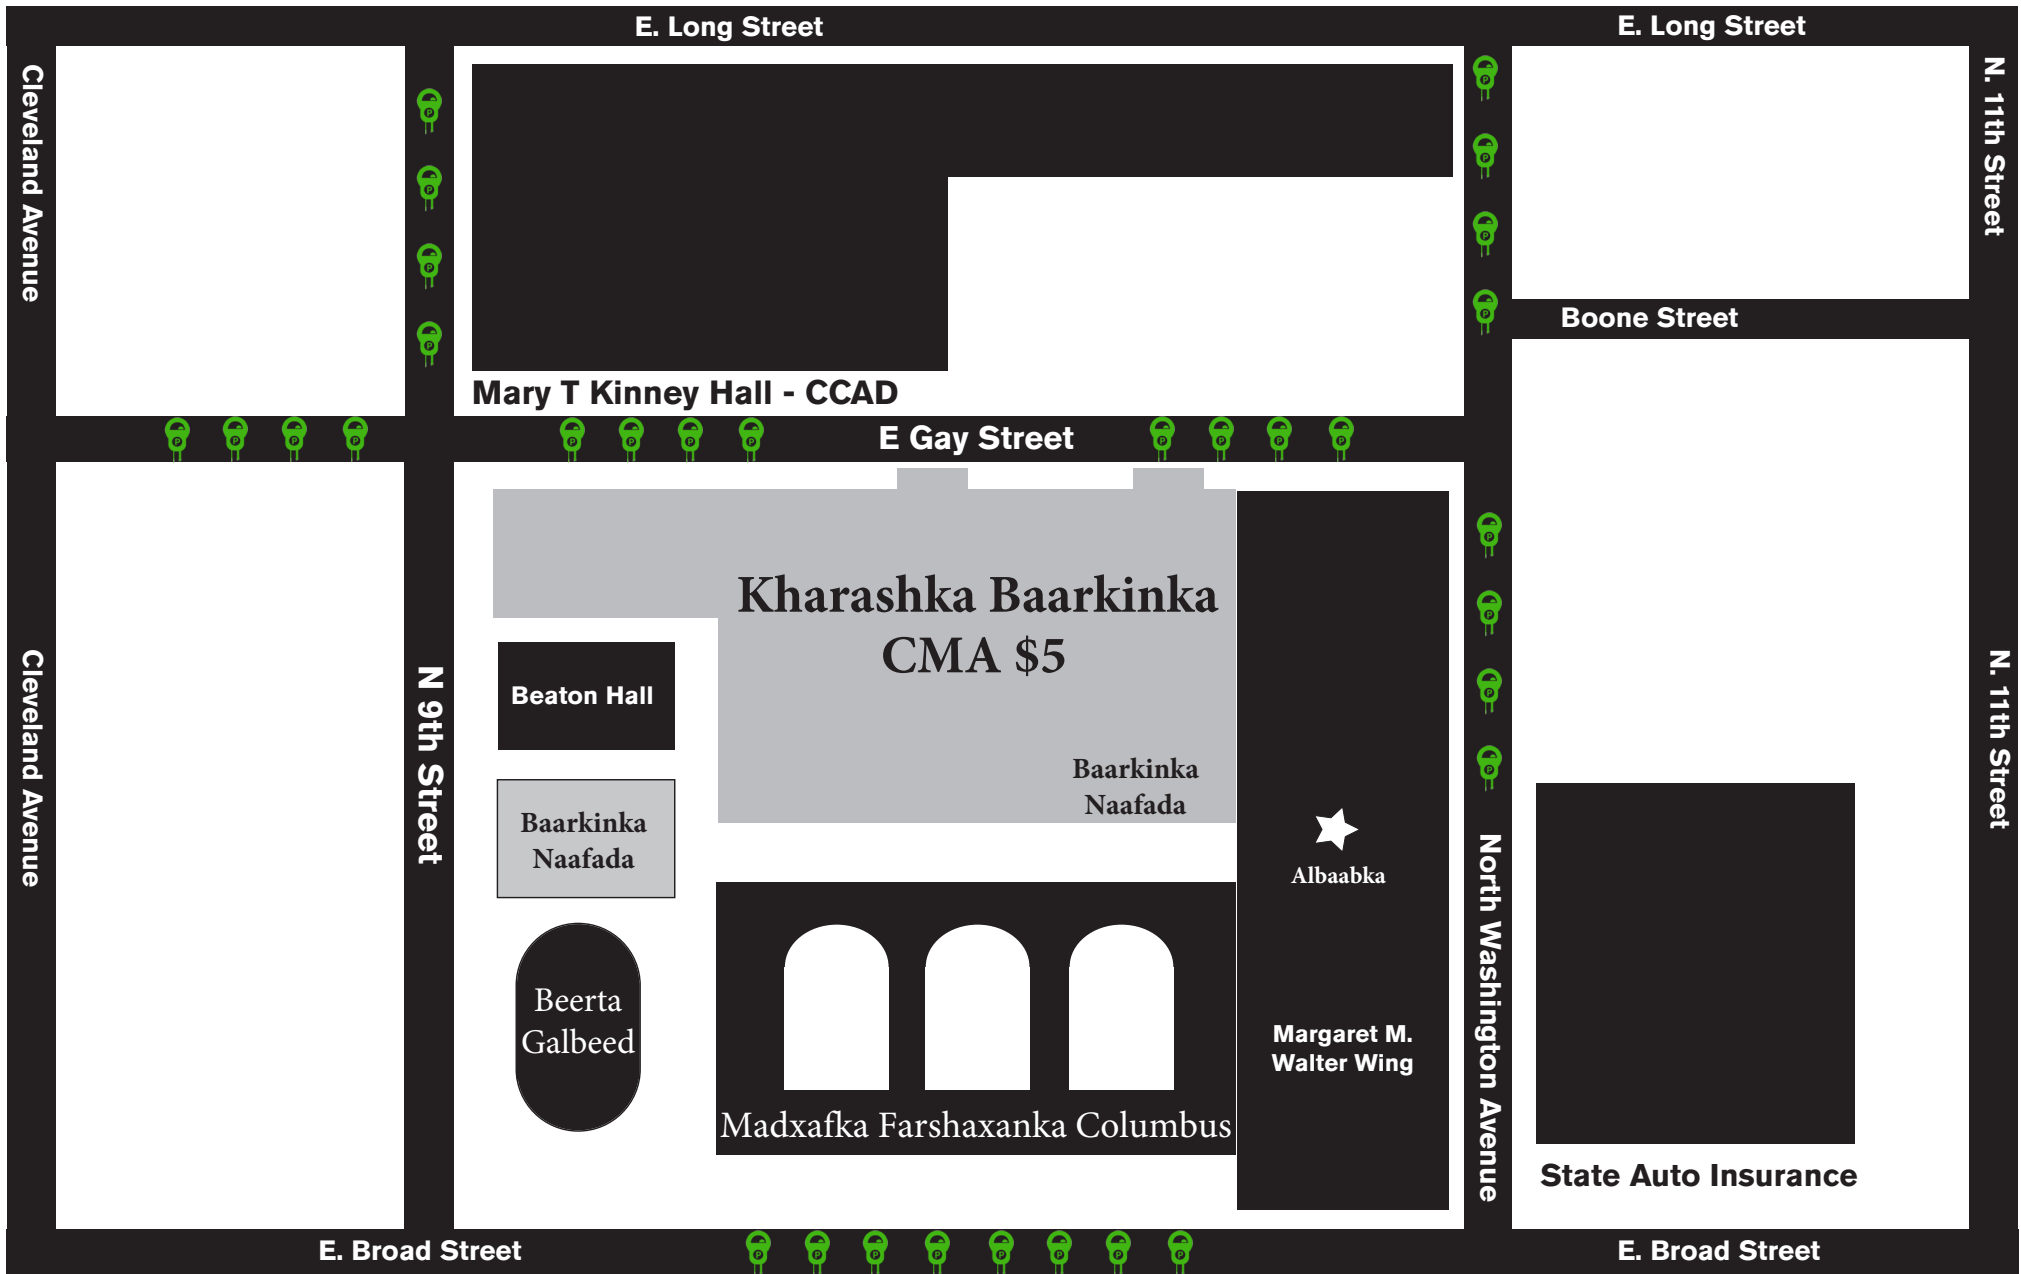 E. Long Street
E. Long Street
Cleveland Avenue
N. 11th Street
Boone Street
Mary T Kinney Hall - CCAD
E Gay Street
Kharashka Baarkinka
CMA $5
Beaton Hall
Cleveland Avenue
N 9th Street
N. 11th Street
Baarkinka
Naafada
Baarkinka
Naafada
Albaabka
North Washington Avenue
Beerta
Galbeed
Margaret M.
Walter Wing
Madxafka Farshaxanka Columbus
State Auto Insurance
E. Broad Street
E. Broad Street